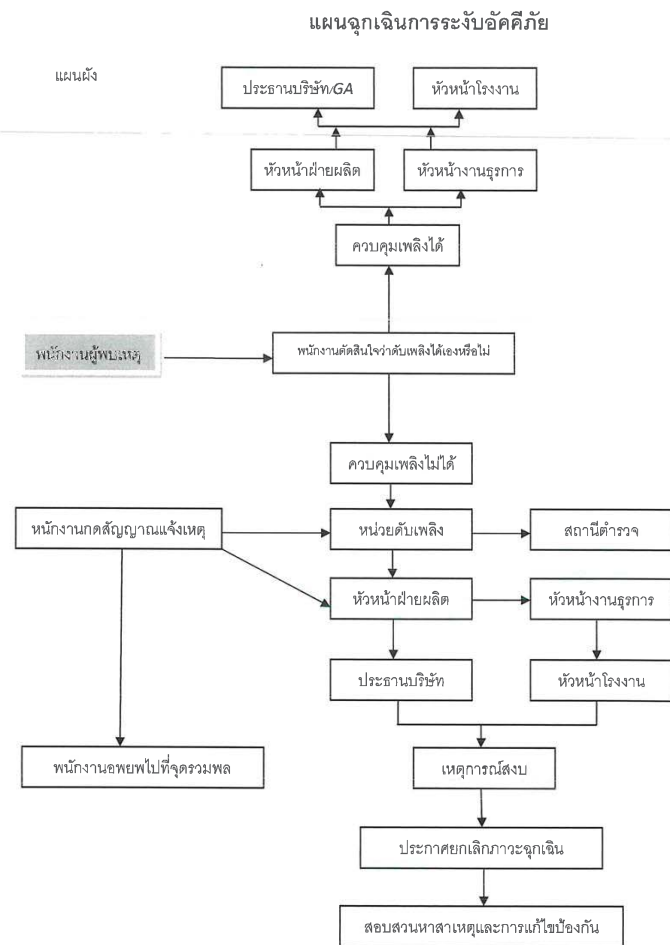 แผนฉุกเฉินการระงับอัคคีภัย
แผนผัง
ประธานบริษัท/GA
หัวหน้าโรงงาน
หัวหน้าฝ่ายผลิต
หัวหน้างานธุรการ
ควบคุมเพลิงได้
พนักงานผู้พบเหตุ
พนักงานตัดสินใจว่าดับเพลิงได้เองหรือไม่
ควบคุมเพลิงไม่ได้
หนักงานกดสัญญาณแจ้งเหตุ
หน่วยดับเพลิง
สถานีตำรวจ
หัวหน้าฝ่ายผลิต
หัวหน้างานธุรการ
ประธานบริษัท
หัวหน้าโรงงาน
พนักงานอพยพไปที่จุดรวมพล
เหตุการณ์สงบ
ประกาศยกเลิกภาวะฉุกเฉิน
สอบสวนหาสาเหตุและการแก้ไขป้องกัน